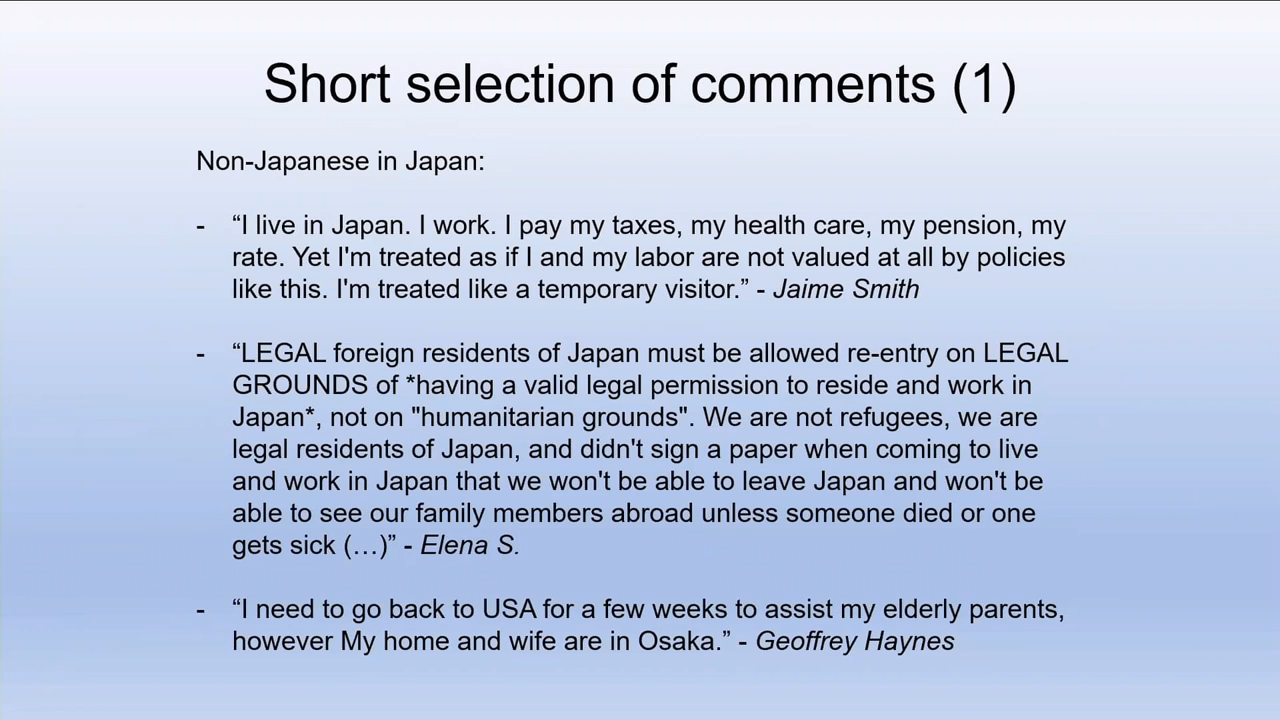 Short selection of comments (1)
Non-Japanese in Japan:
- “I live in Japan. I work. I pay my taxes, my health care, my pension, my
rate. Yet I'm treated as if I and my labor are not valued at all by policies
like this. I'm treated like a temporary visitor.” - Jaime Smith
- “LEGAL foreign residents of Japan must be allowed re-entry on LEGAL
GROUNDS of *having a valid legal permission to reside and work in
Japan*, not on "humanitarian grounds". We are not refugees, we are
legal residents of Japan, and didn't sign a paper when coming to live
and work in Japan that we won't be able to leave Japan and won't be
able to see our family members abroad unless someone died or one
gets sick (…)” - Elena S.
- “I need to go back to USA for a few weeks to assist my elderly parents,
however My home and wife are in Osaka.” - Geoffrey Haynes